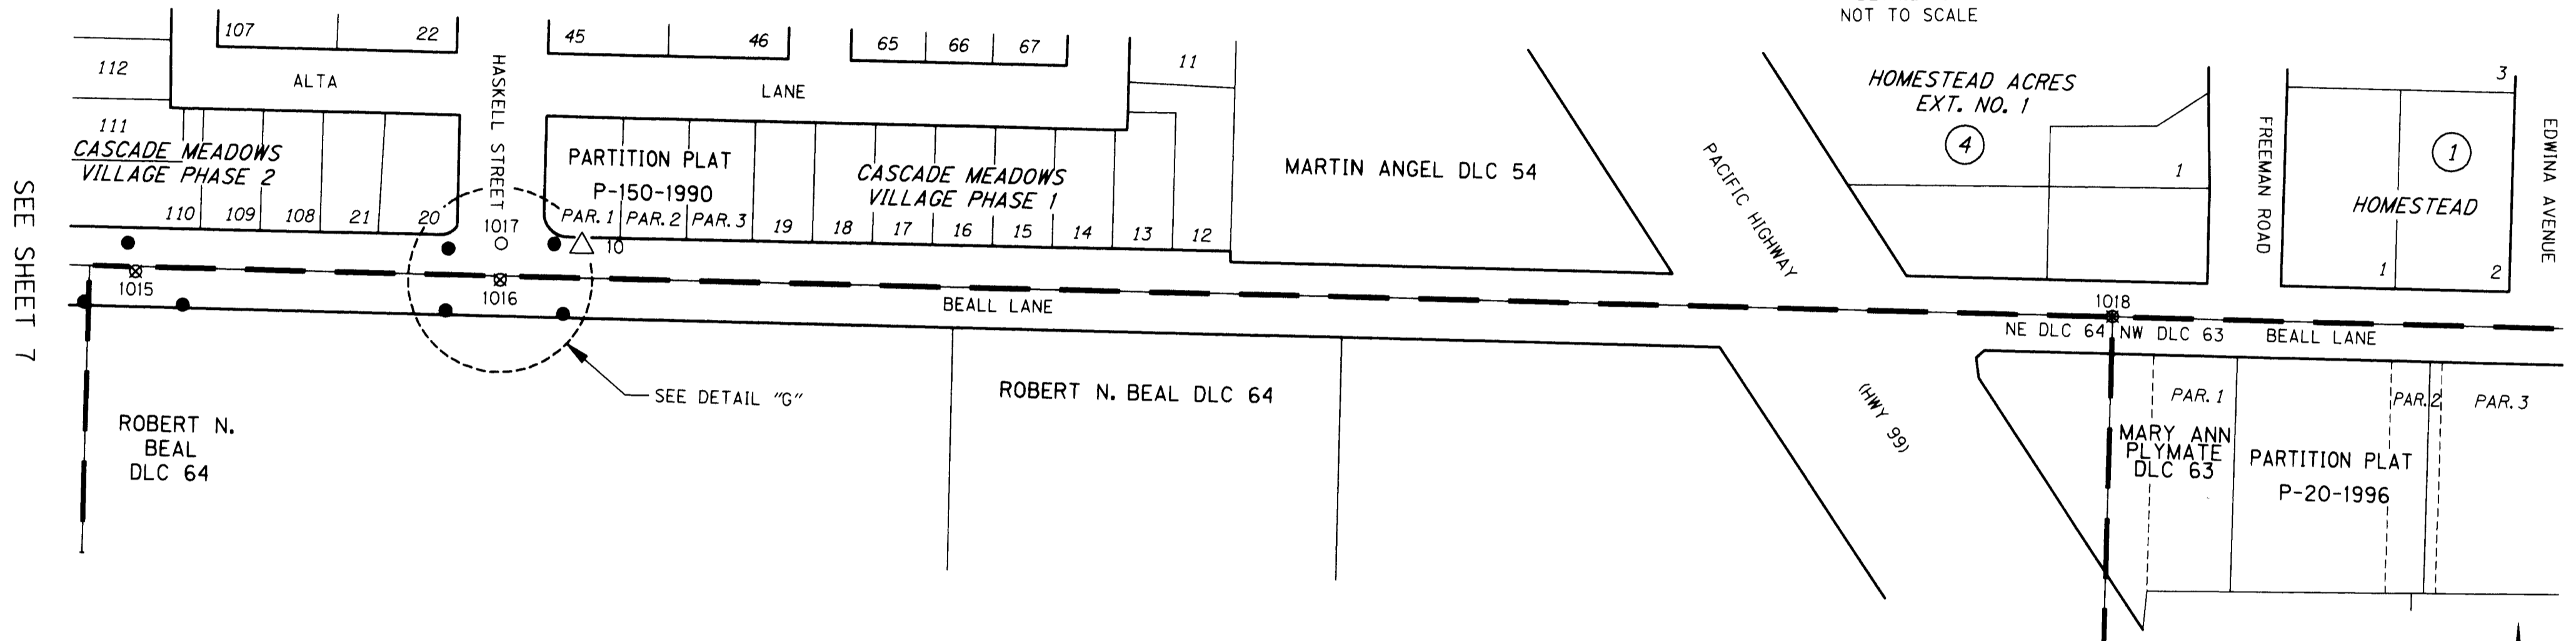 NOT TO SCALE
107
22
45
46
65
66
67
11
112
ALTA
LANE
HASKELL STREET
HOMESTEAD ACRES
EXT. NO. 1
4
1
3
1
HOMESTEAD
1
2
FREEMAN ROAD
EDWINA AVENUE
111
CASCADE MEADOWS
VILLAGE PHASE 2
110
109
108
21
20
PARTITION PLAT
P-150-1990
PAR. 1
PAR. 2
PAR. 3
CASCADE MEADOWS
VILLAGE PHASE 1
19
18
17
16
15
14
13
12
MARTIN ANGEL DLC 54
PACIFIC HIGHWAY
SEE SHEET 7
1017
10
1015
1016
BEALL LANE
1018
NE DLC 64
NW DLC 63
BEALL LANE
SEE DETAIL "G"
ROBERT N.
BEAL
DLC 64
ROBERT N. BEAL DLC 64
(HWY 99)
PAR. 1
PAR. 2
PAR. 3
MARY ANN
PLYMATE
DLC 63
PARTITION PLAT
P-20-1996